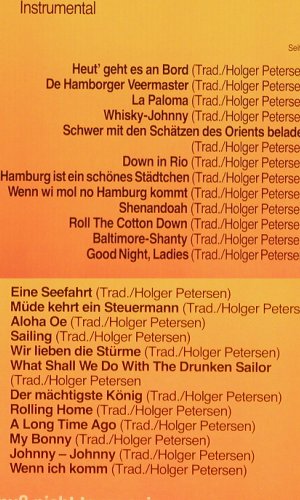 Instrumental
Seit
Heut' geht es an Bord (Trad./Holger Peterse
De Hamborger Veermaster (Trad./Holger Peterse
La Paloma (Trad./Holger Peterse
Whisky-Johnny (Trad./Holger Peterse
Schwer mit den Schätzen des Orients belade
(Trad./Holger Peterse
Down in Rio (Trad./Holger Peterse
Hamburg ist ein schönes Städtchen (Trad./Holger Peterse
Wenn wi mol no Hamburg kommt (Trad./Holger Peterse
Shenandoah (Trad./Holger Peterse
Roll The Cotton Down (Trad./Holger Peterse
Baltimore-Shanty (Trad./Holger Peterse
Good Night, Ladies (Trad./Holger Peterse
Eine Seefahrt (Trad./Holger Petersen)
Müde kehrt ein Steuermann (Trad./Holger Petersen)
Aloha Oe (Trad./Holger Petersen)
Sailing (Trad./Holger Petersen)
Wir lieben die Stürme (Trad./Holger Petersen)
What Shall We Do With The Drunken Sailor
(Trad./Holger Petersen)
Der mächtigste König (Trad./Holger Petersen)
Rolling Home (Trad./Holger Petersen)
A Long Time Ago (Trad./Holger Petersen)
My Bonny (Trad./Holger Petersen)
Johnny – Johnny (Trad./Holger Petersen)
Wenn ich komm (Trad./Holger Petersen)